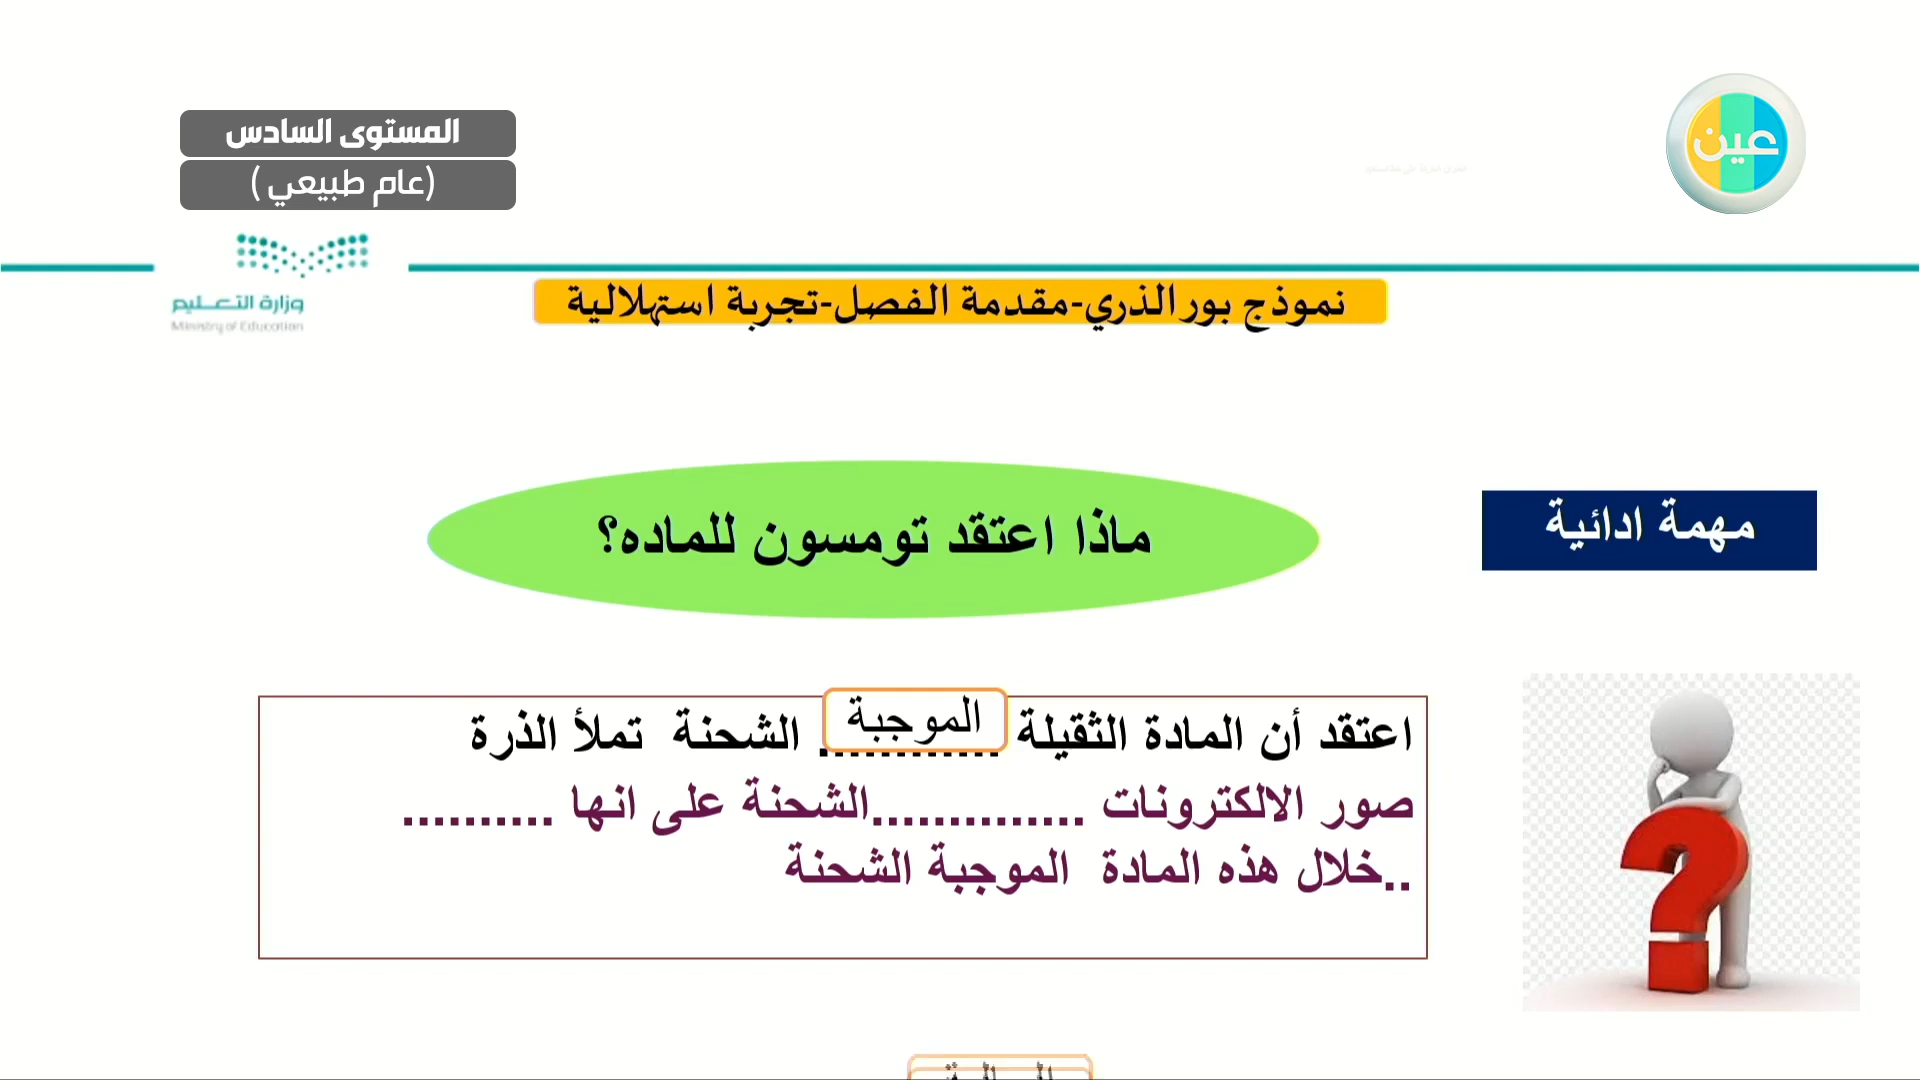 المستوى السادس
(عام طبيعي)
عين
وزارة التعـــليم
Ministry of Education
نموذج بور الذري-مقدمة الفصل-تجربة استهلالية
ماذا اعتقد تومسون للماده؟
مهمة ادائية
اعتقد أن المادة الثقيلة ............ الموجبة الشحنة تملأ الذرة
صور الالكترونات ..............الشحنة على انها ..........
..خلال هذه المادة الموجبة الشحنة